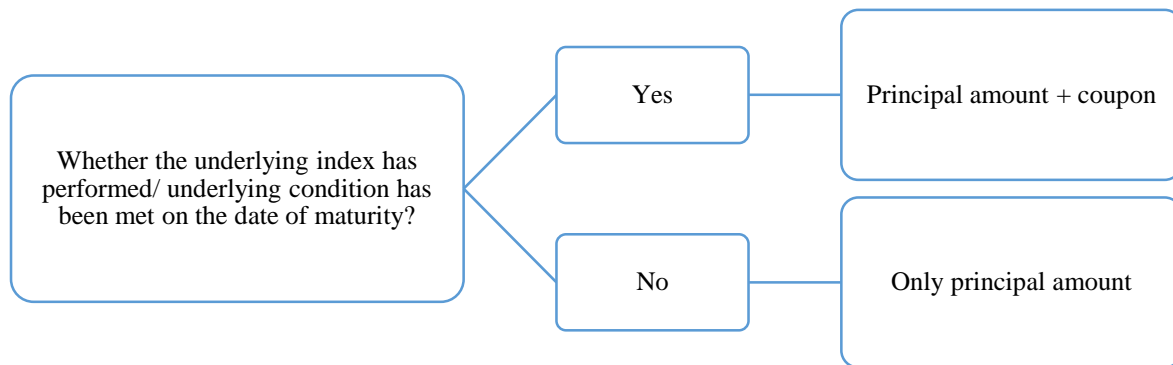 Whether the underlying index has
performed/ underlying condition has
been met on the date of maturity?
Yes
Principal amount + coupon
No
Only principal amount